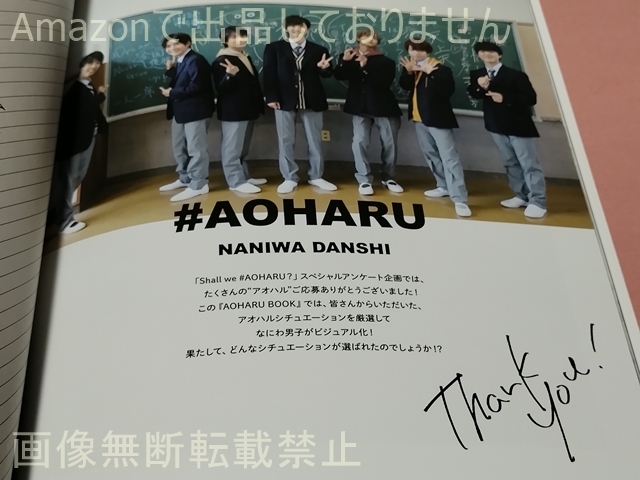 Amazonで出品しておりません
#AOHARU
NANIWA DANSHI
「Shall we #AOHARU？」スペシャルアンケート企画では、
たくさんの“アオハル”ご応募ありがとうございました！
この『AOHARU BOOK』では、皆さんからいただいた、
アオハルシチュエーションを厳選して
なにわ男子がビジュアル化！
果たして、どんなシチュエーションが選ばれたのでしょうか!?
Thank
you!
画像無断転載禁止